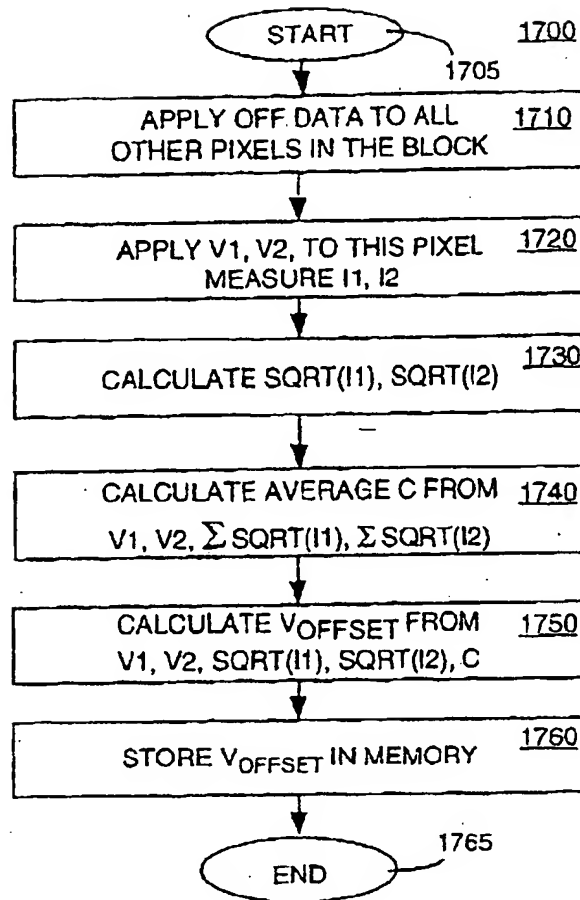 START
1700
1705
APPLY OFF DATA TO ALL
OTHER PIXELS IN THE BLOCK
1710
APPLY V1, V2, TO THIS PIXEL
MEASURE I1, I2
1720
CALCULATE SQRT(I1), SQRT(I2)
1730
CALCULATE AVERAGE C FROM
V1, V2, Σ SQRT(I1), Σ SQRT(I2)
1740
CALCULATE VOFFSET FROM
V1, V2, SQRT(I1), SQRT(I2), C
1750
STORE VOFFSET IN MEMORY
1760
1765
END